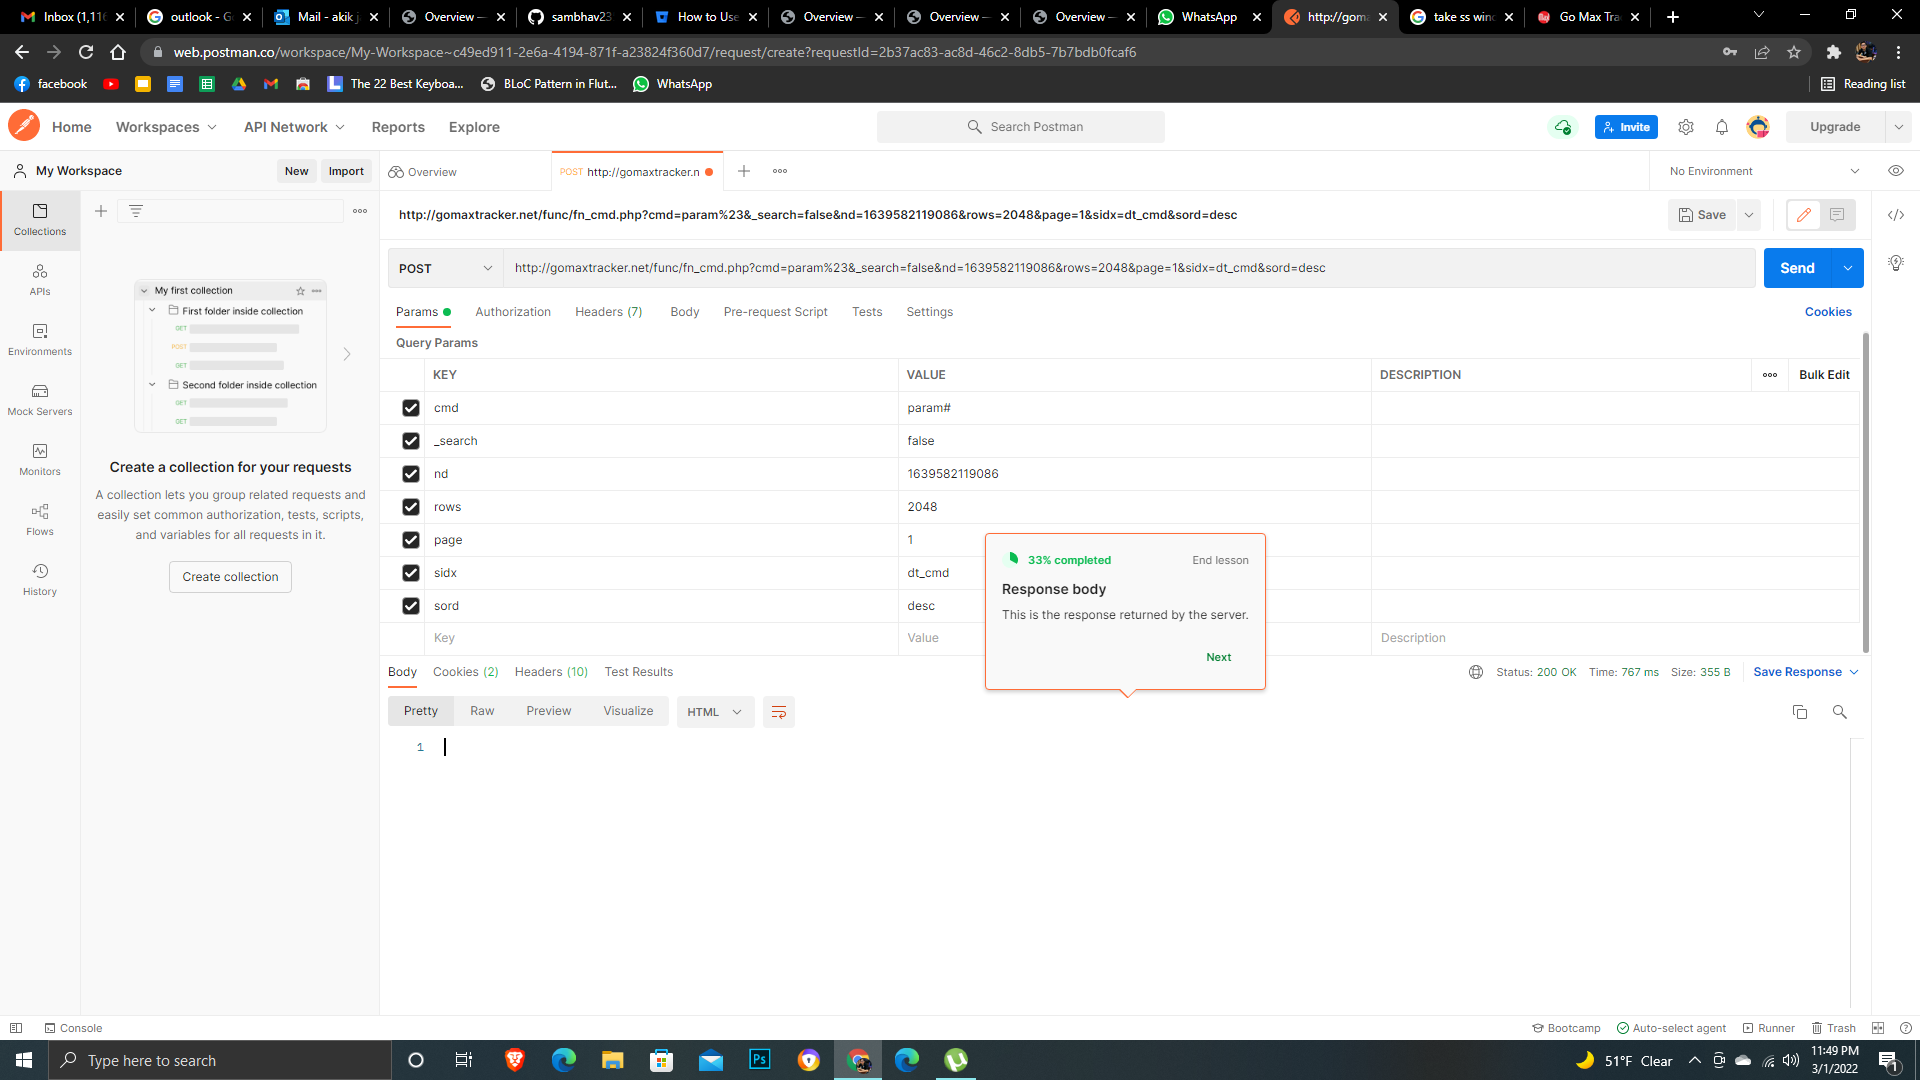 Inbox (1,116
outlook - G
Mail - akik j
Overview —
sambhav23
How to Use
Overview —
Overview —
Overview —
WhatsApp
http://goma
take ss wind
Go Max Trac
web.postman.co/workspace/My-Workspace~c49ed911-2e6a-4194-871f-a23824f360d7/request/create?requestId=2b37ac83-ac8d-46c2-8db5-7b7bdb0fcaf6
facebook
The 22 Best Keyboa...
BLoC Pattern in Flut...
WhatsApp
Reading list
Home
Workspaces
API Network
Reports
Explore
Search Postman
Invite
Upgrade
My Workspace
New
Import
Overview
POST http://gomaxtracker.n
No Environment
Collections
APIs
Environments
Mock Servers
Monitors
Flows
History
My first collection
First folder inside collection
GET
POST
GET
Second folder inside collection
GET
GET
Create a collection for your requests
A collection lets you group related requests and
easily set common authorization, tests, scripts,
and variables for all requests in it.
Create collection
http://gomaxtracker.net/func/fn_cmd.php?cmd=param%23&_search=false&nd=1639582119086&rows=2048&page=1&sidx=dt_cmd&sord=desc
Save
POST
http://gomaxtracker.net/func/fn_cmd.php?cmd=param%23&_search=false&nd=1639582119086&rows=2048&page=1&sidx=dt_cmd&sord=desc
Send
Params
Authorization
Headers (7)
Body
Pre-request Script
Tests
Settings
Cookies
Query Params
KEY VALUE DESCRIPTION
Bulk Edit
cmd param#
_search false
nd 1639582119086
rows 2048
page 1
sidx dt_cmd
sord desc
Key Value Description
33% completed
End lesson
Response body
This is the response returned by the server.
Next
Body
Cookies (2)
Headers (10)
Test Results
Status: 200 OK
Time: 767 ms
Size: 355 B
Save Response
Pretty
Raw
Preview
Visualize
HTML
1
Console
Bootcamp
Auto-select agent
Runner
Trash
Type here to search
Ps
51°F Clear
11:49 PM
3/1/2022
1